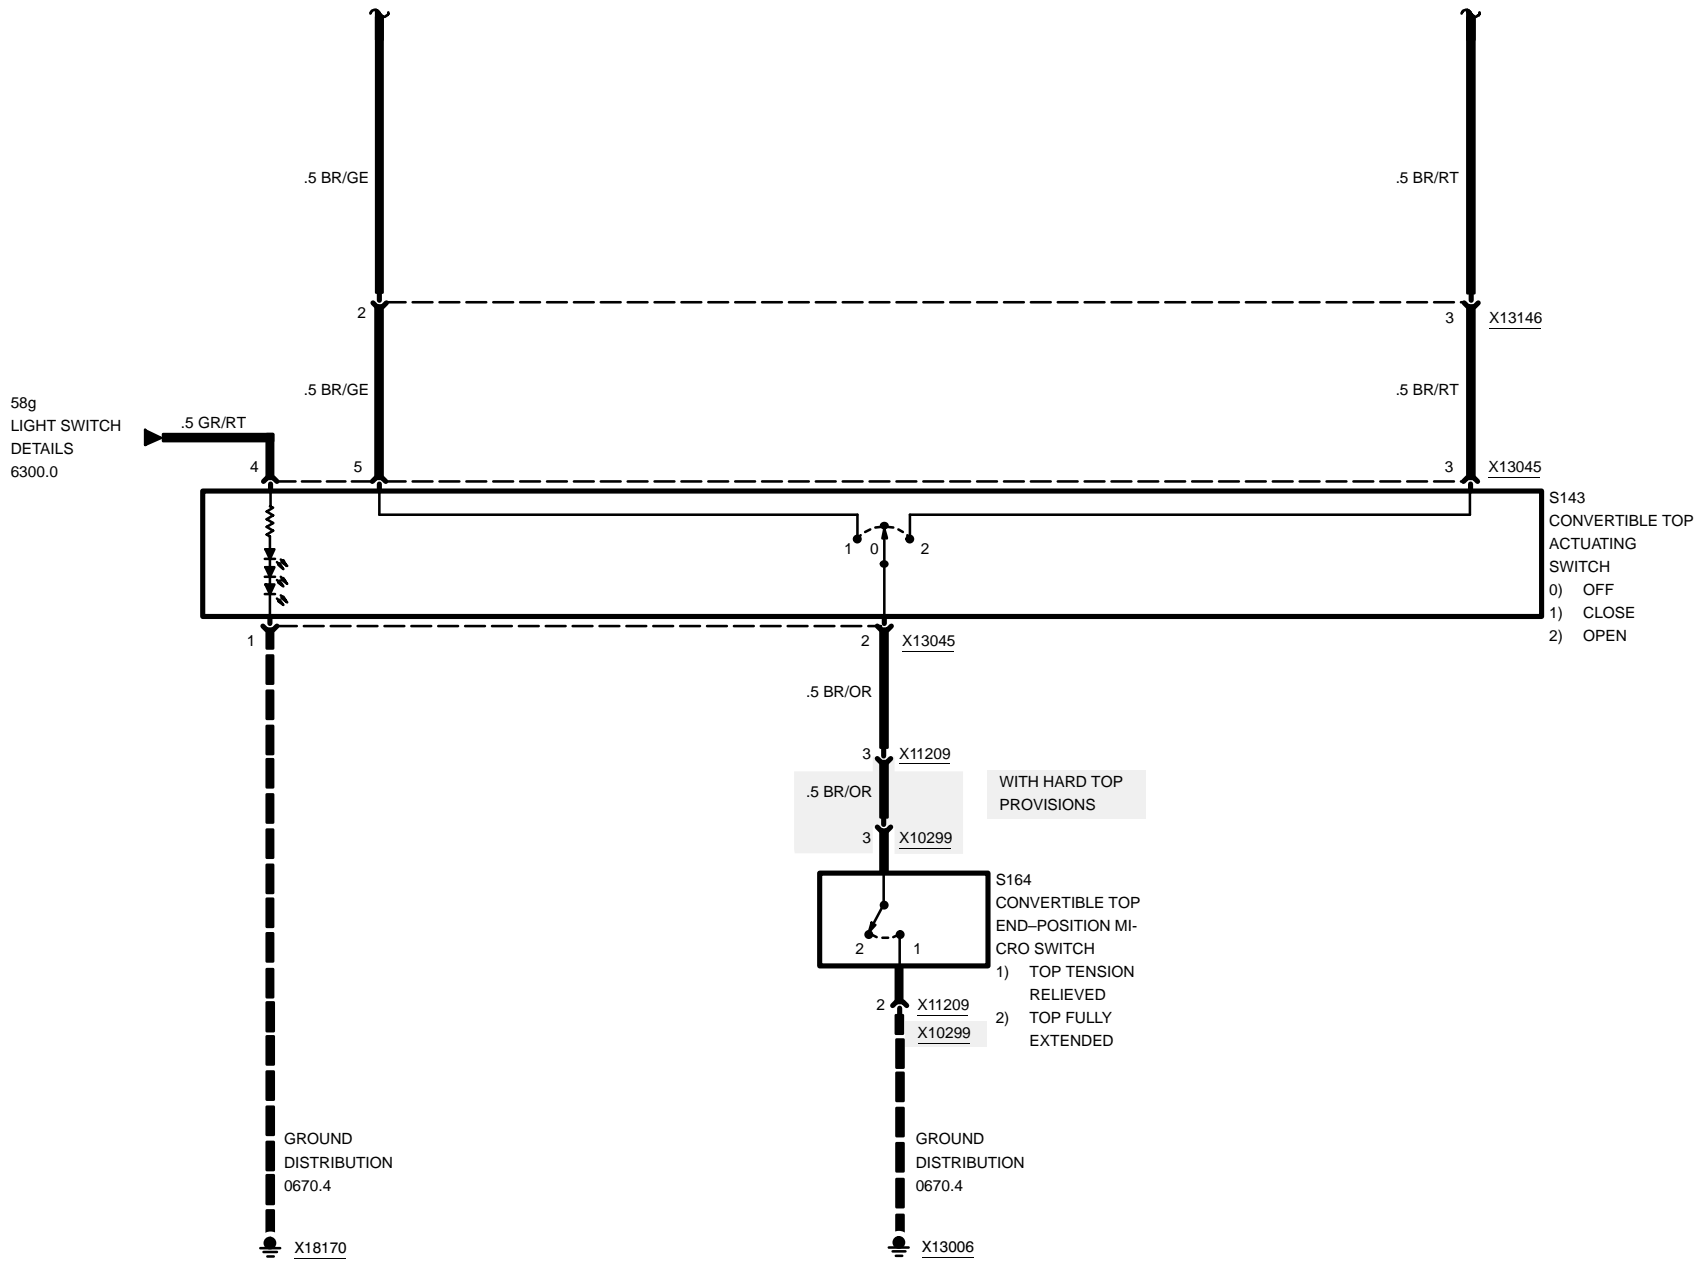 .5 BR/GE
.5 BR/RT
2
3
X13146
.5 BR/GE
.5 BR/RT
58g
LIGHT SWITCH
DETAILS
6300.0
.5 GR/RT
4
5
3
X13045
S143
CONVERTIBLE TOP
ACTUATING
SWITCH
0) OFF
1) CLOSE
2) OPEN
1
0
2
1
2
X13045
.5 BR/OR
3
X11209
.5 BR/OR
WITH HARD TOP
PROVISIONS
3
X10299
S164
CONVERTIBLE TOP
END–POSITION MI-
CRO SWITCH
1) TOP TENSION
RELIEVED
2) TOP FULLY
EXTENDED
2
1
2
X11209
X10299
GROUND
DISTRIBUTION
0670.4
GROUND
DISTRIBUTION
0670.4
X18170
X13006